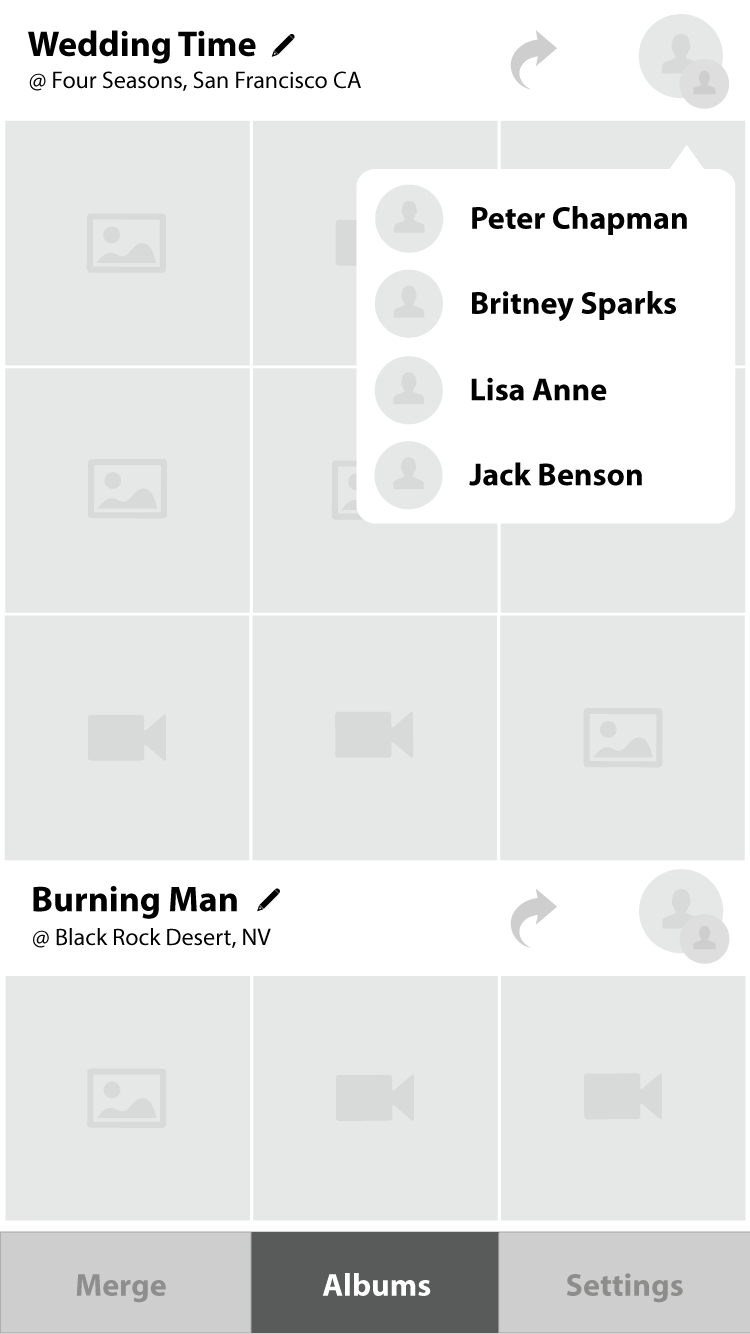 Wedding Time
@ Four Seasons, San Francisco CA
Peter Chapman
Britney Sparks
Lisa Anne
Jack Benson
Burning Man
@ Black Rock Desert, NV
Merge
Albums
Settings